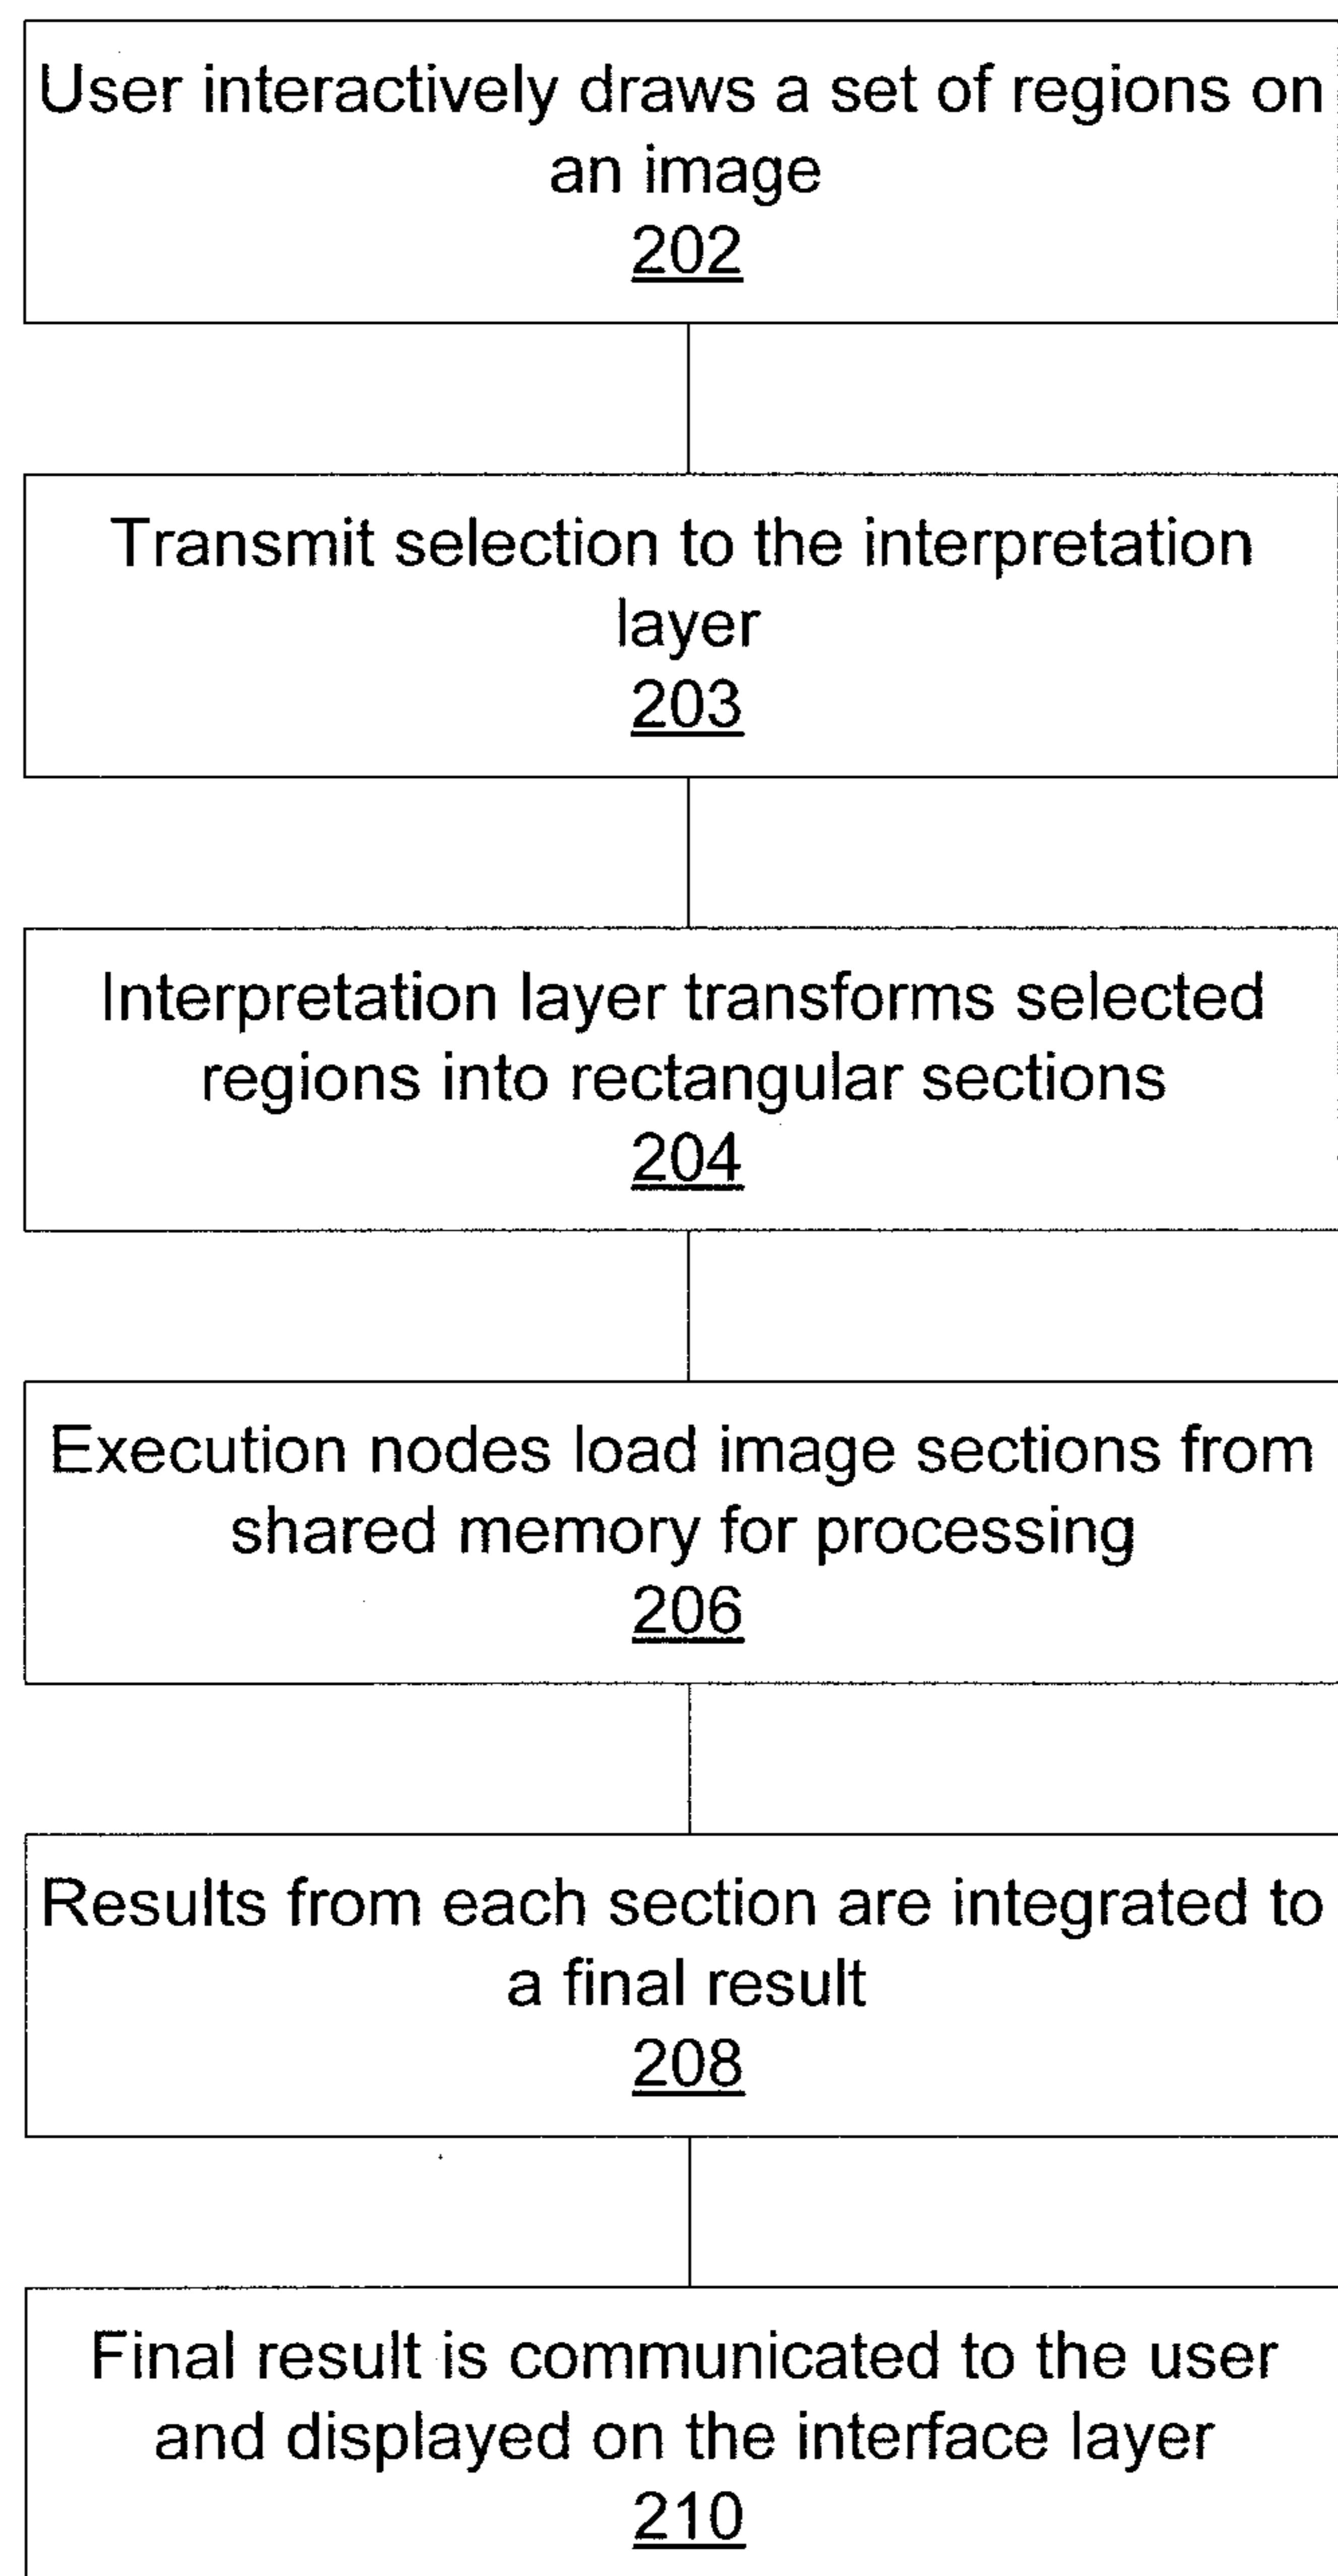 User interactively draws a set of regions on
an image
202
Transmit selection to the interpretation
layer
203
Interpretation layer transforms selected
regions into rectangular sections
204
Execution nodes load image sections from
shared memory for processing
206
Results from each section are integrated to
a final result
208
Final result is communicated to the user
and displayed on the interface layer
210